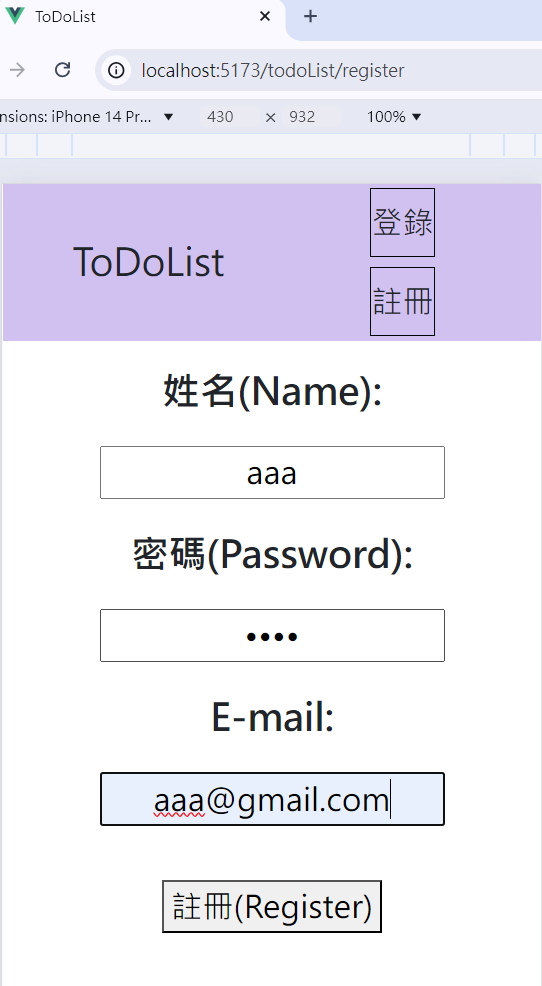 ToDoList
localhost:5173/todoList/register
nsions: iPhone 14 Pr... 430 × 932 100%
登錄
ToDoList
註冊
姓名(Name):
aaa
密碼(Password):
••••
E-mail:
aaa@gmail.com
註冊(Register)